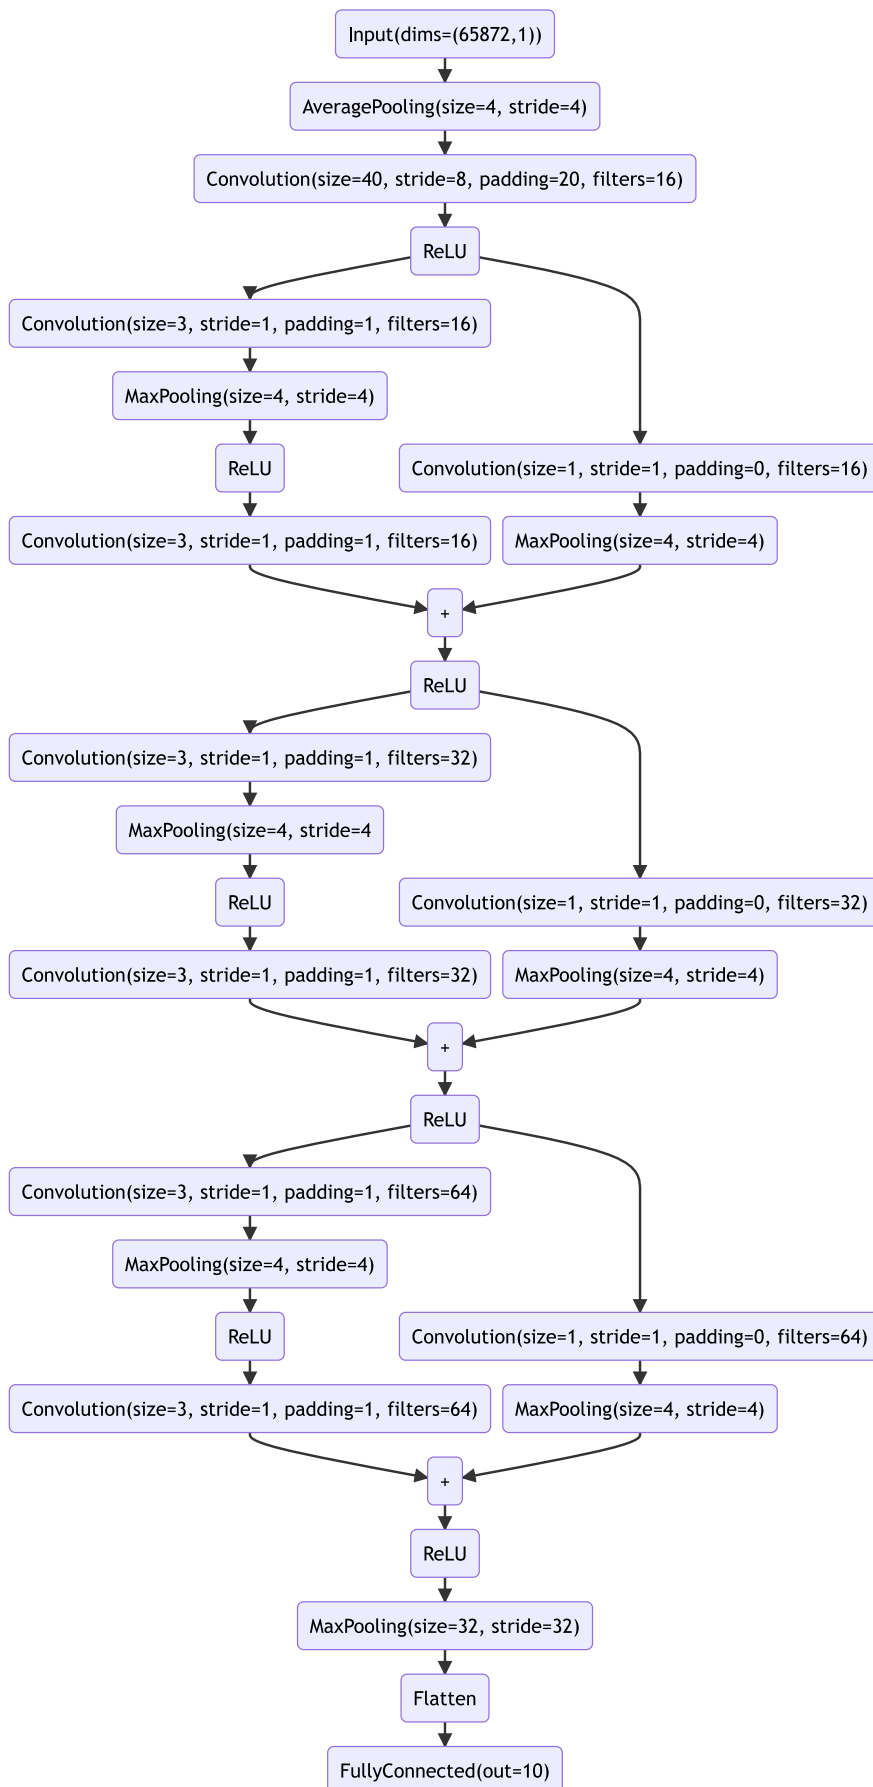 Input(dims=(65872,1))
AveragePooling(size=4, stride=4)
Convolution(size=40, stride=8, padding=20, filters=16)
ReLU
Convolution(size=3, stride=1, padding=1, filters=16)
MaxPooling(size=4, stride=4)
ReLU
Convolution(size=1, stride=1, padding=0, filters=16)
Convolution(size=3, stride=1, padding=1, filters=16)
MaxPooling(size=4, stride=4)
+
ReLU
Convolution(size=3, stride=1, padding=1, filters=32)
MaxPooling(size=4, stride=4
ReLU
Convolution(size=1, stride=1, padding=0, filters=32)
Convolution(size=3, stride=1, padding=1, filters=32)
MaxPooling(size=4, stride=4)
+
ReLU
Convolution(size=3, stride=1, padding=1, filters=64)
MaxPooling(size=4, stride=4)
ReLU
Convolution(size=1, stride=1, padding=0, filters=64)
Convolution(size=3, stride=1, padding=1, filters=64)
MaxPooling(size=4, stride=4)
+
ReLU
MaxPooling(size=32, stride=32)
Flatten
FullyConnected(out=10)